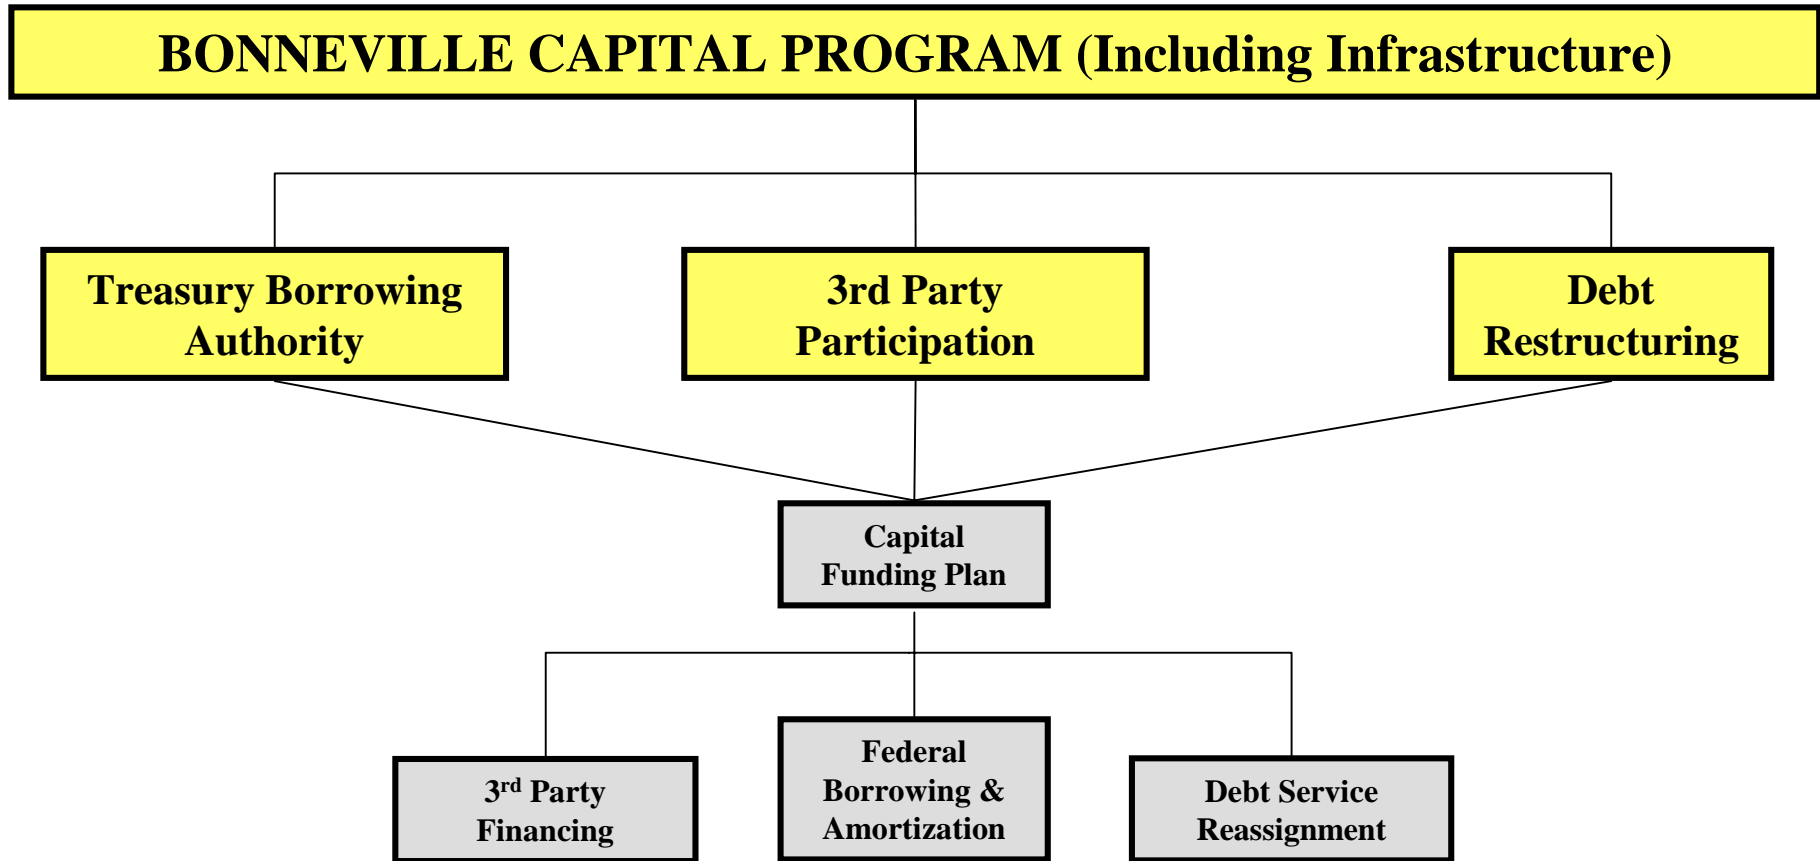 BONNEVILLE CAPITAL PROGRAM (Including Infrastructure)
Treasury Borrowing
Authority
3rd Party
Participation
Debt
Restructuring
Capital
Funding Plan
3rd Party
Financing
Federal
Borrowing &
Amortization
Debt Service
Reassignment